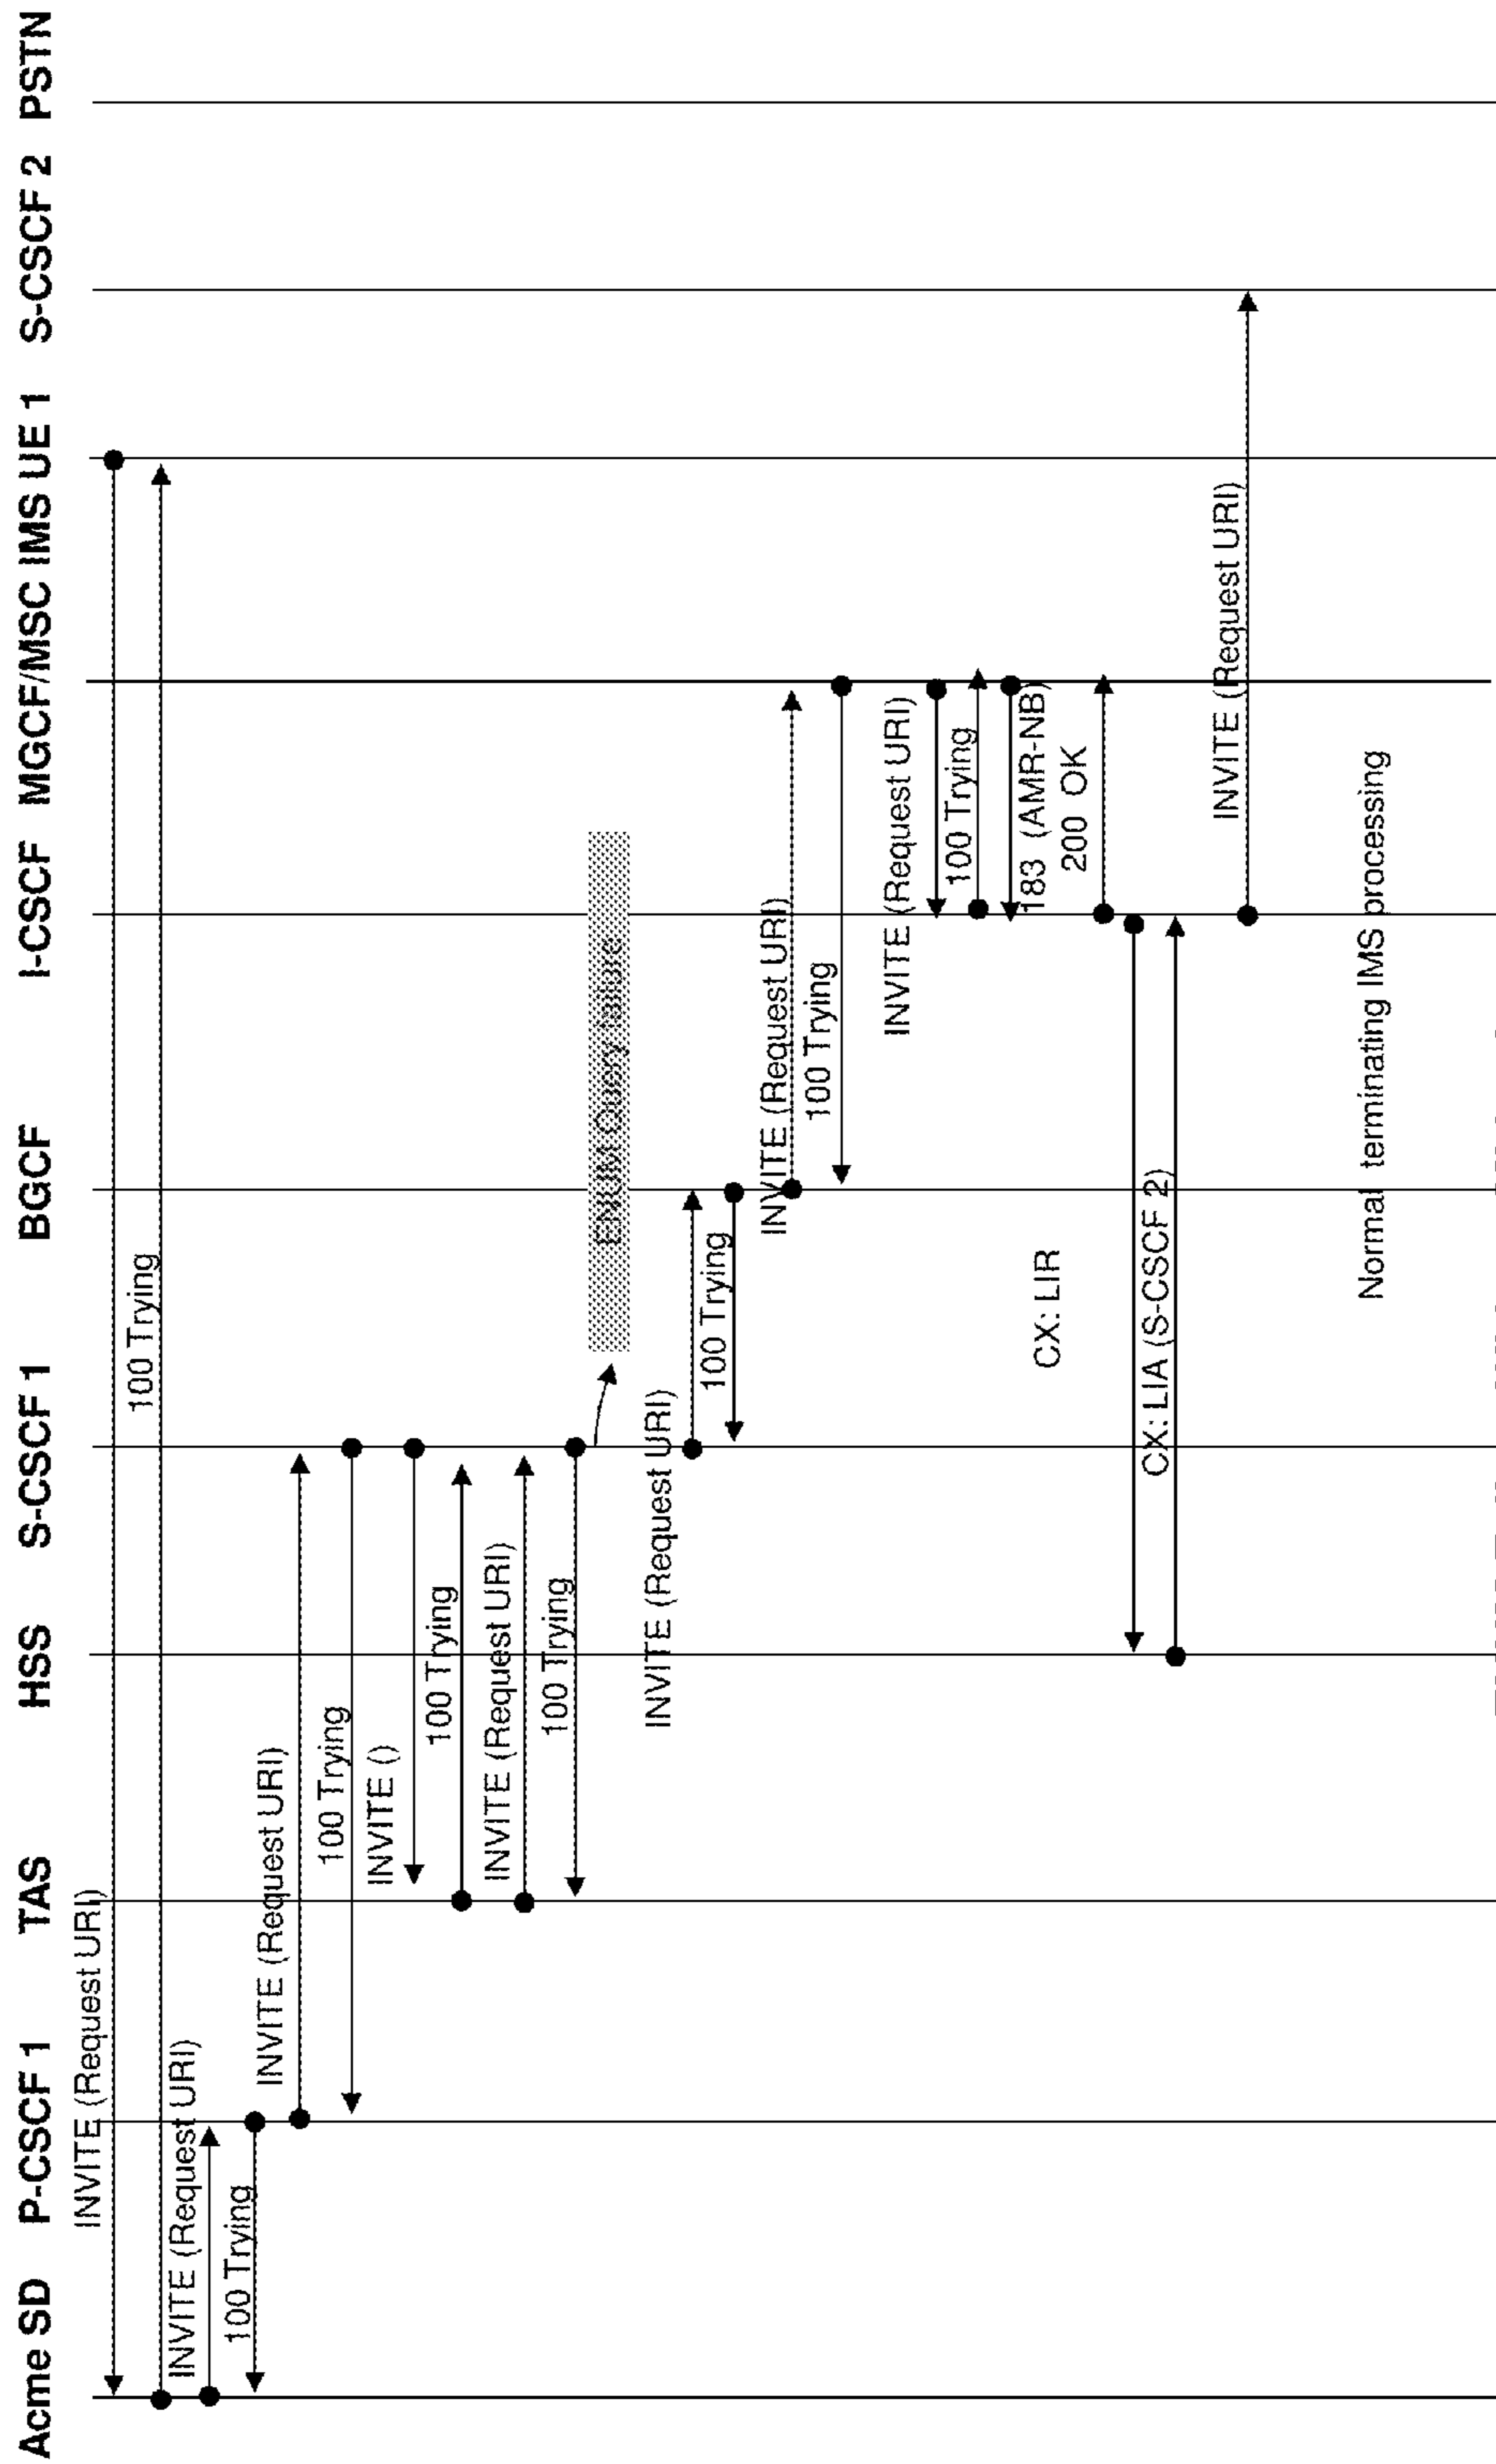 Acme SD P-CSCF 1 TAS HSS S-CSCF 1 BGCF I-CSCF MGCF/MSC IMS UE 1 S-CSCF 2 PSTN
INVITE (Request URI)
100 Trying
INVITE (Request URI)
100 Trying
INVITE (Request URI)
100 Trying
INVITE ()
100 Trying
INVITE (Request URI)
100 Trying
ENUM Query failure
INVITE (Request URI)
100 Trying
INVITE (Request URI)
100 Trying
INVITE (Request URI)
100 Trying
183 (AMR-NB)
200 OK
CX: LIR
CX: LIA (S-CSCF 2)
INVITE (Request URI)
Normal terminating IMS processing